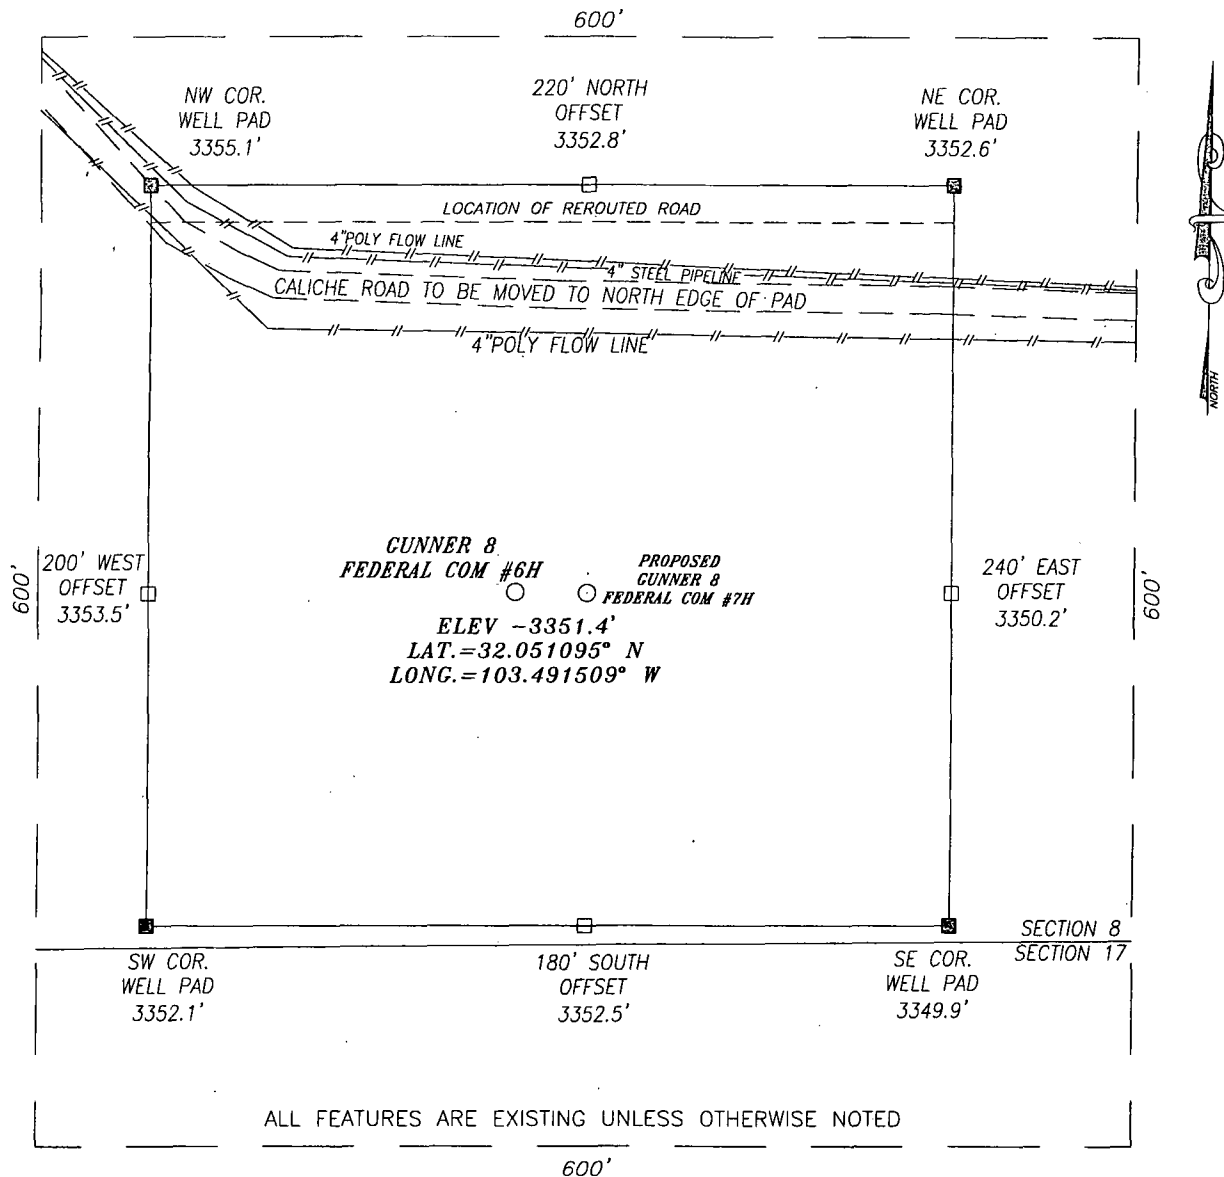 600'
NW COR.
WELL PAD
3355.1'
220' NORTH
OFFSET
3352.8'
NE COR.
WELL PAD
3352.6'
LOCATION OF REROUTED ROAD
4"POLY FLOW LINE
4" STEEL PIPELINE
CALICHE ROAD TO BE MOVED TO NORTH EDGE OF PAD
4"POLY FLOW LINE
NORTH
600'
200' WEST
OFFSET
3353.5'
GUNNER 8
FEDERAL COM #6H
PROPOSED
GUNNER 8
FEDERAL COM #7H
ELEV -3351.4'
LAT.=32.051095° N
LONG.=103.491509° W
240' EAST
OFFSET
3350.2'
600'
SECTION 8
SECTION 17
SW COR.
WELL PAD
3352.1'
180' SOUTH
OFFSET
3352.5'
SE COR.
WELL PAD
3349.9'
ALL FEATURES ARE EXISTING UNLESS OTHERWISE NOTED
600'